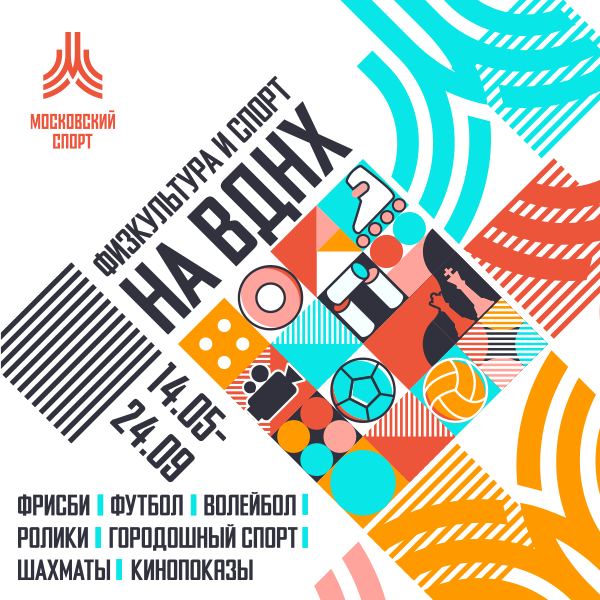 МОСКОВСКИЙ
СПОРТ
ФИЗКУЛЬТУРА И СПОРТ
НА ВДНХ
14.05-
24.09
ФРИСБИ | ФУТБОЛ | ВОЛЕЙБОЛ |
РОЛИКИ | ГОРОДОШНЫЙ СПОРТ |
ШАХМАТЫ | КИНОПОКАЗЫ